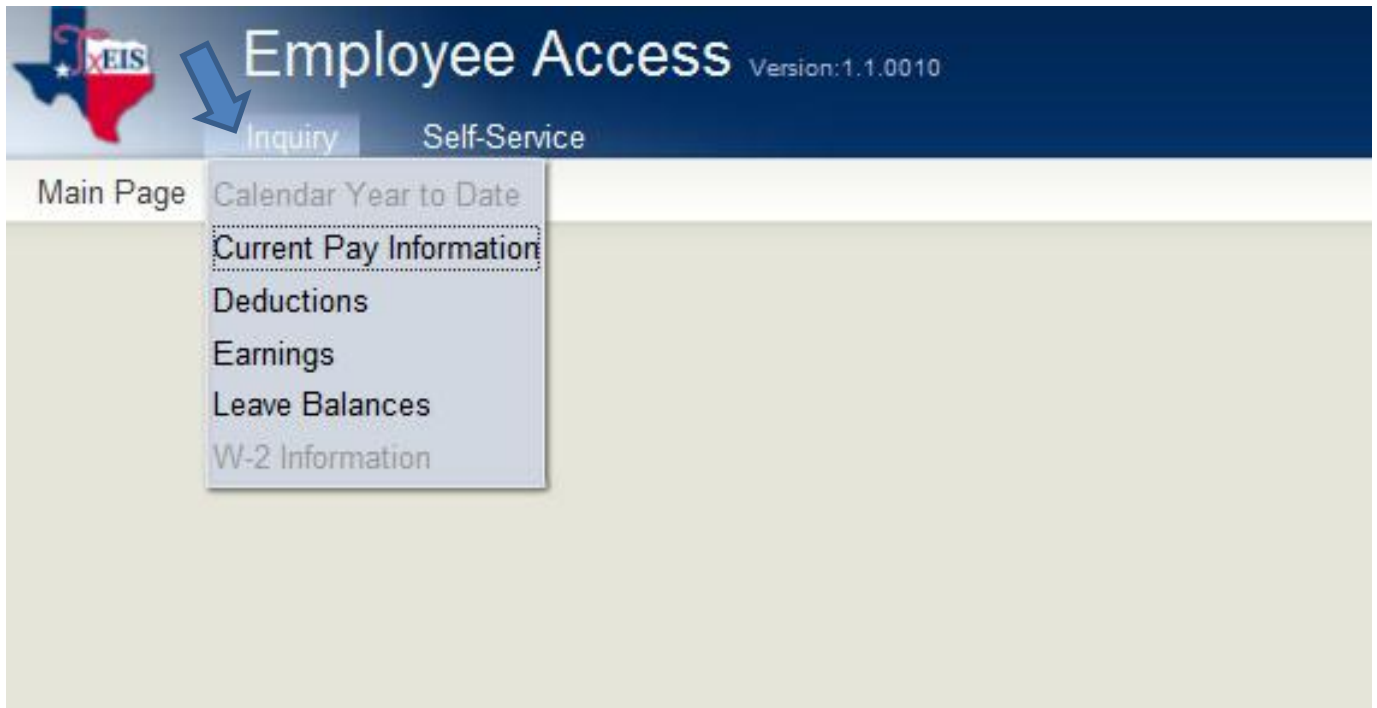 TxEIS
Employee Access Version:1.1.0010
Inquiry Self-Service
Main Page
Calendar Year to Date
Current Pay Information
Deductions
Earnings
Leave Balances
W-2 Information